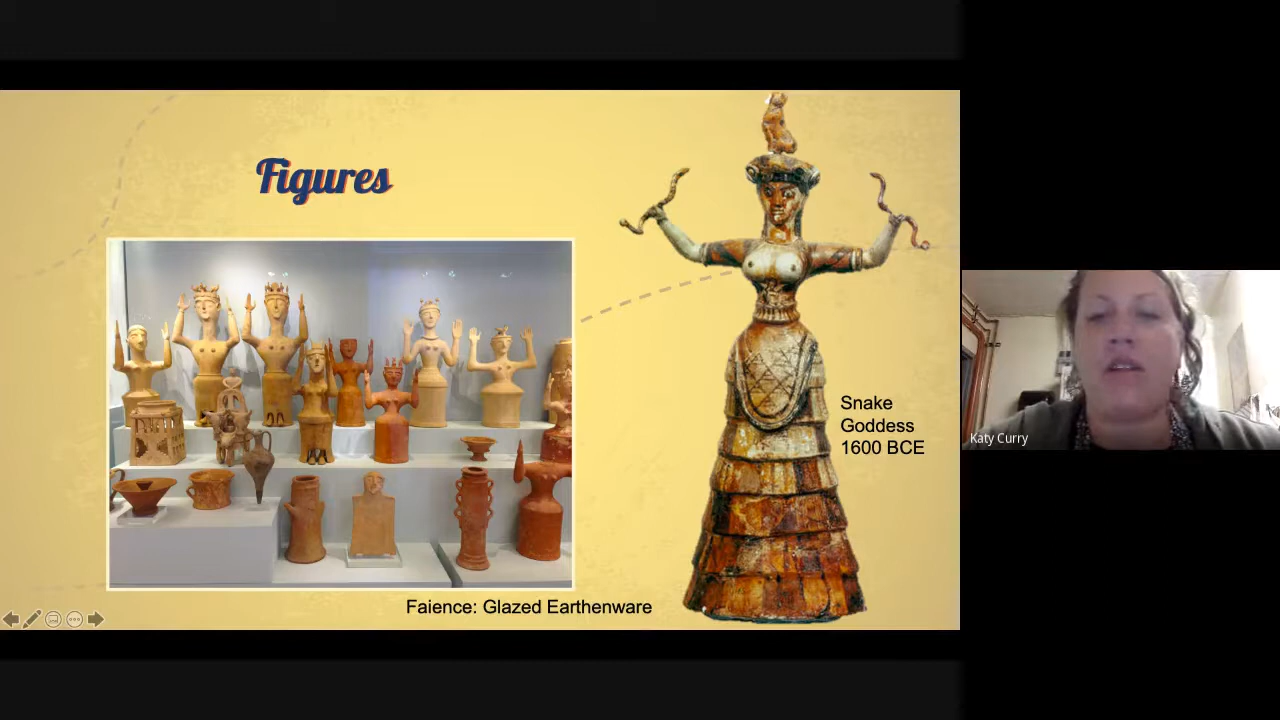 Figures
Snake
Goddess
1600 BCE
Faience: Glazed Earthenware
Katy Curry